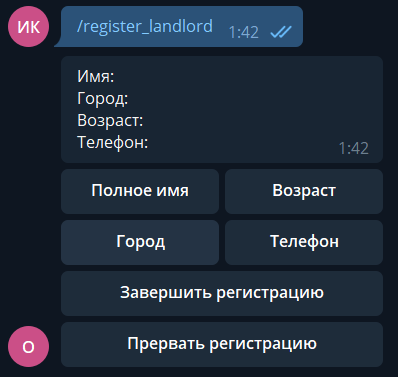 ИК
/register_landlord 1:42
Имя:
Город:
Возраст:
Телефон:
1:42
Полное имя Возраст
Город Телефон
Завершить регистрацию
О
Прервать регистрацию